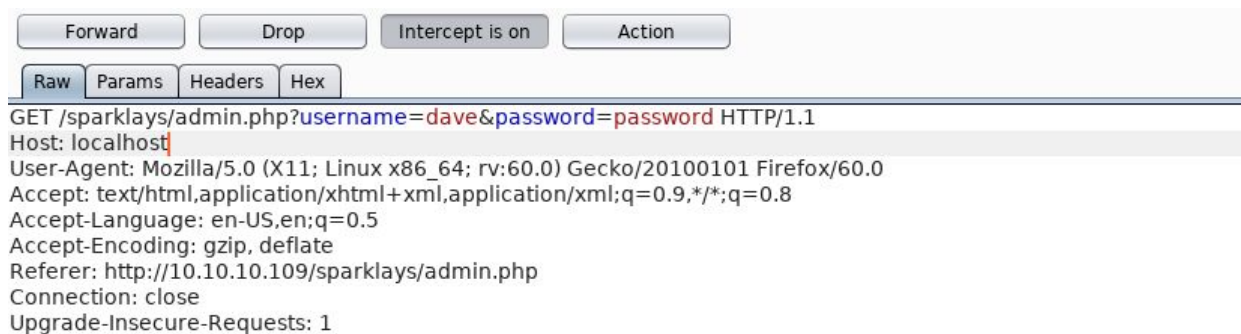 Forward Drop Intercept is on Action
Raw Params Headers Hex
GET /sparklays/admin.php?username=dave&password=password HTTP/1.1
Host: localhost
User-Agent: Mozilla/5.0 (X11; Linux x86_64; rv:60.0) Gecko/20100101 Firefox/60.0
Accept: text/html,application/xhtml+xml,application/xml;q=0.9,*/*;q=0.8
Accept-Language: en-US,en;q=0.5
Accept-Encoding: gzip, deflate
Referer: http://10.10.10.109/sparklays/admin.php
Connection: close
Upgrade-Insecure-Requests: 1